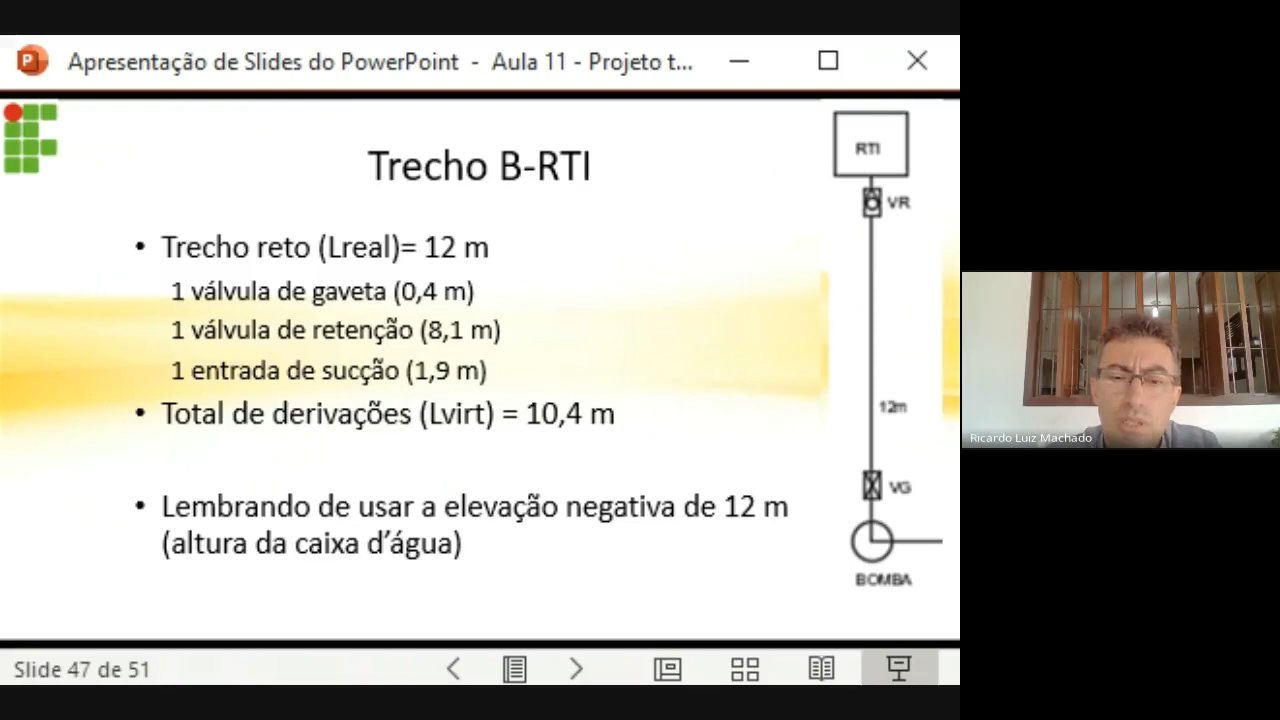 Apresentação de Slides do PowerPoint - Aula 11 - Projeto t...
Trecho B-RTI
• Trecho reto (Lreal)= 12 m
1 válvula de gaveta (0,4 m)
1 válvula de retenção (8,1 m)
1 entrada de sucção (1,9 m)
• Total de derivações (Lvirt) = 10,4 m
• Lembrando de usar a elevação negativa de 12 m
(altura da caixa d'água)
RTI
VR
12m
VG
BOMBA
Ricardo Luiz Machado
Slide 47 de 51